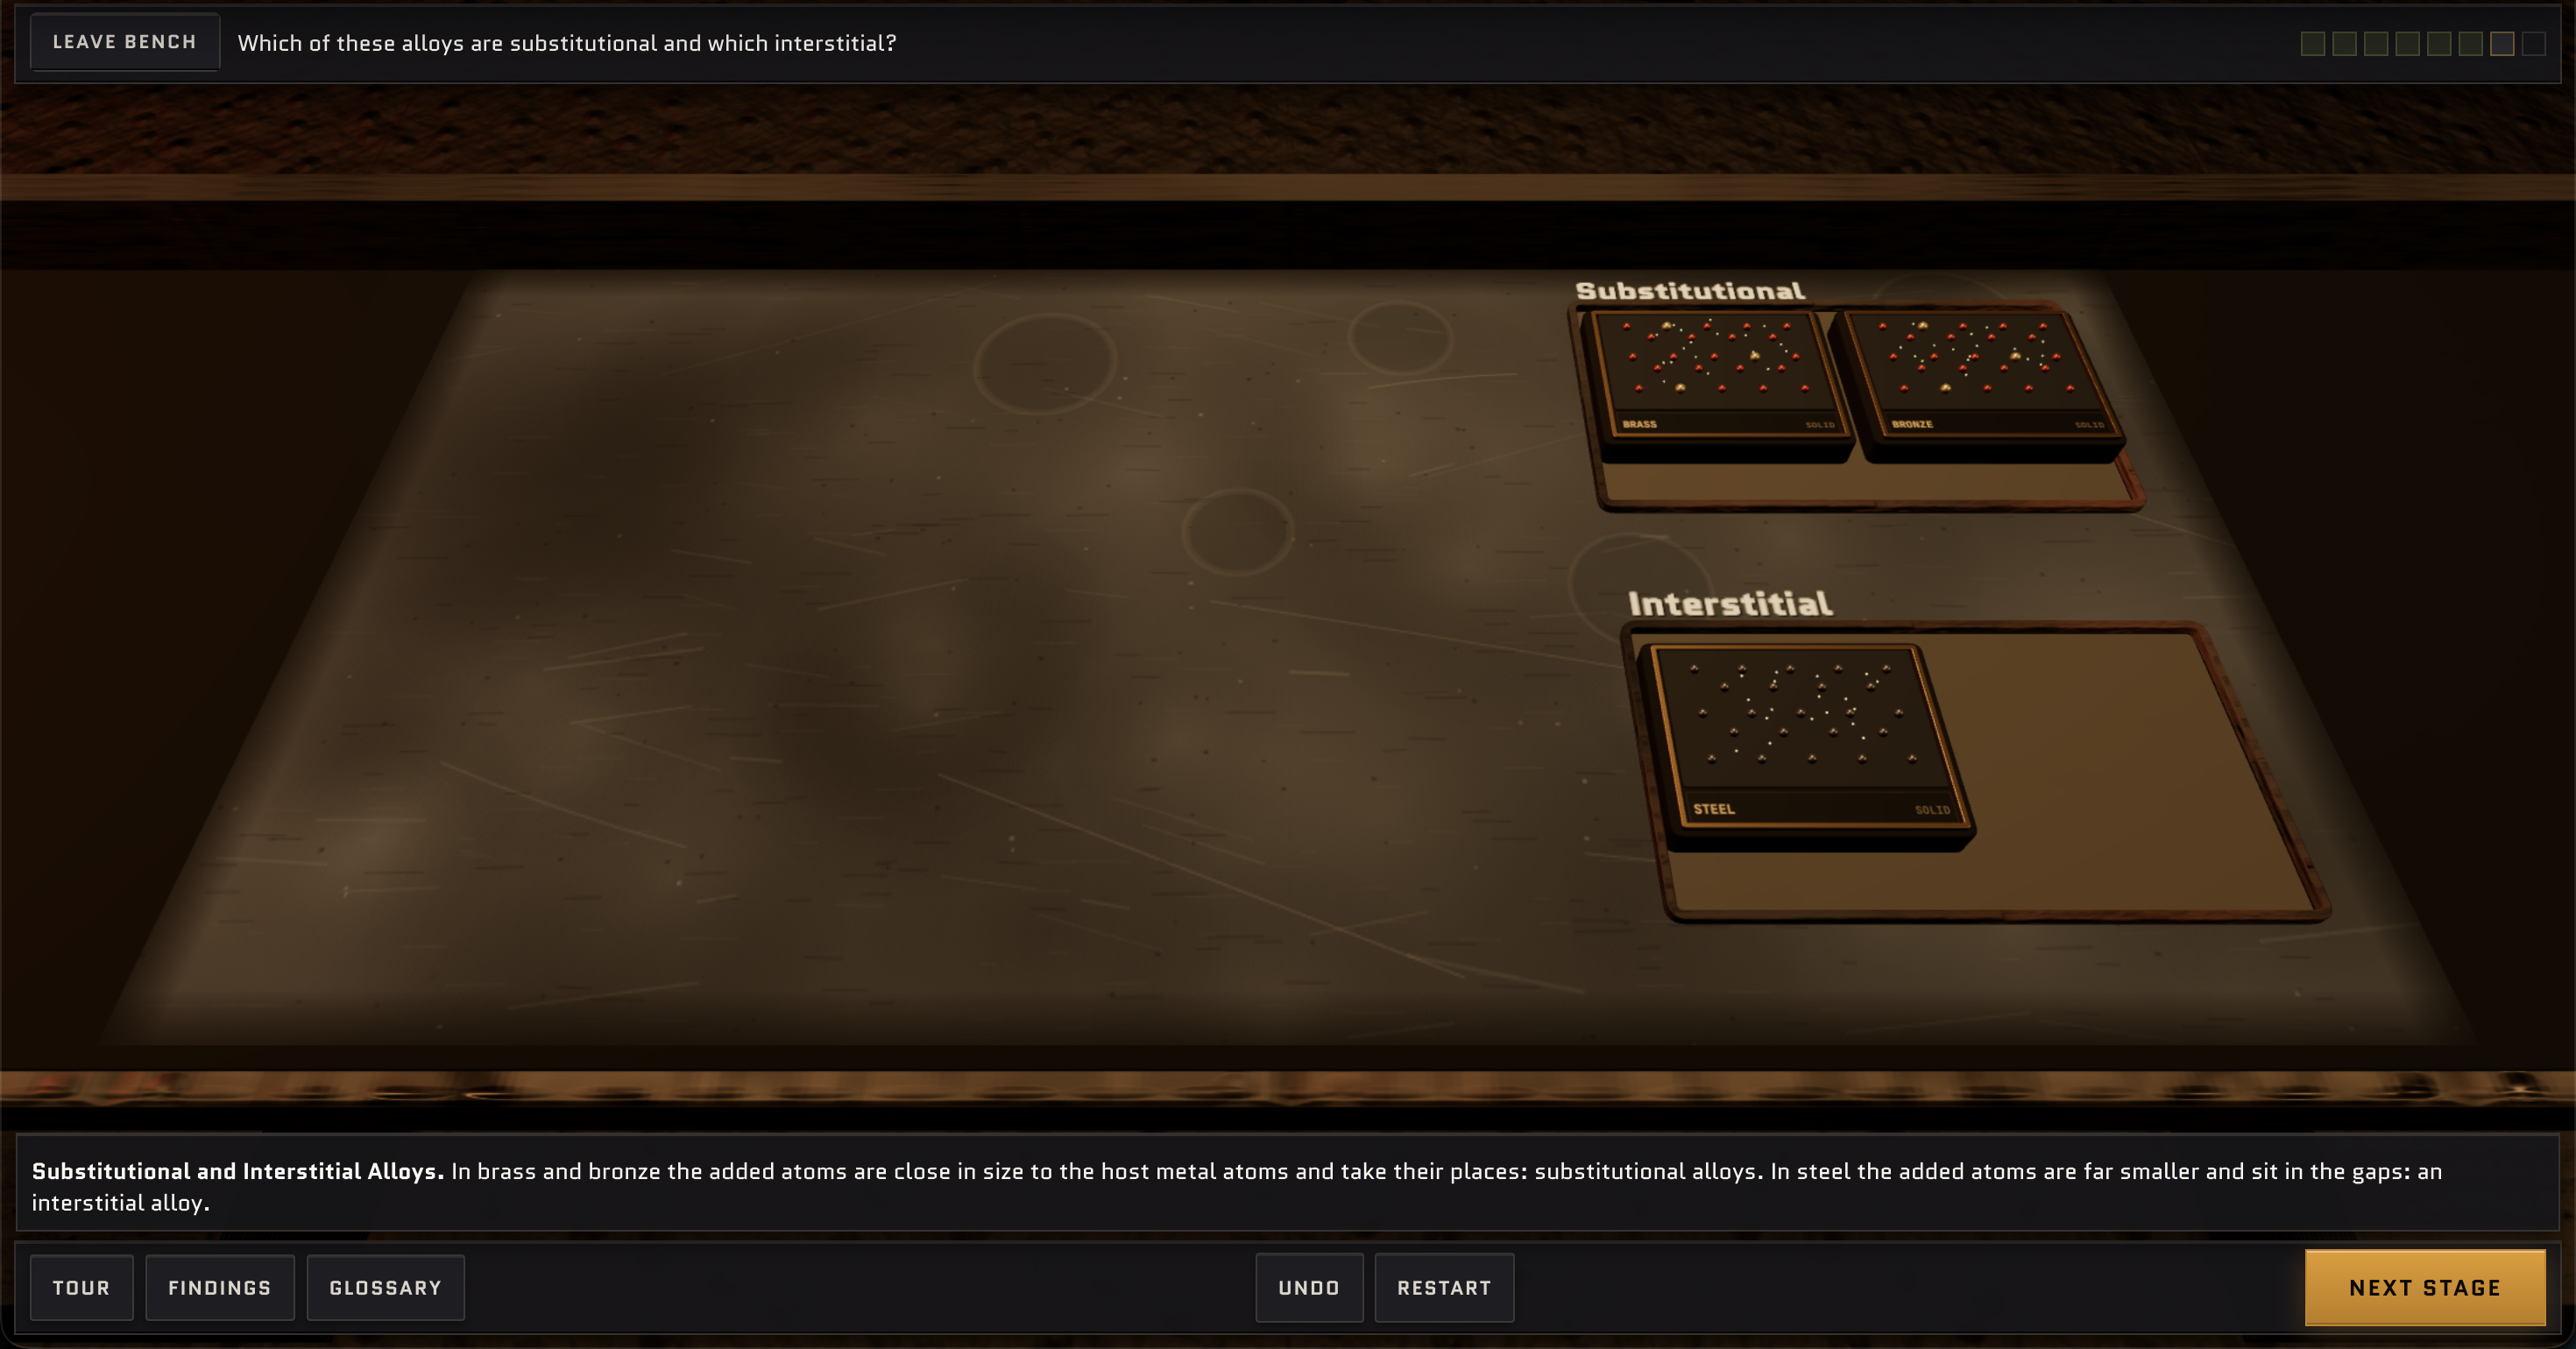 LEAVE BENCH
Which of these alloys are substitutional and which interstitial?
Substitutional
BRASS SOLID
BRONZE SOLID
Interstitial
STEEL SOLID
Substitutional and Interstitial Alloys. In brass and bronze the added atoms are close in size to the host metal atoms and take their places: substitutional alloys. In steel the added atoms are far smaller and sit in the gaps: an
interstitial alloy.
TOUR
FINDINGS
GLOSSARY
UNDO
RESTART
NEXT STAGE